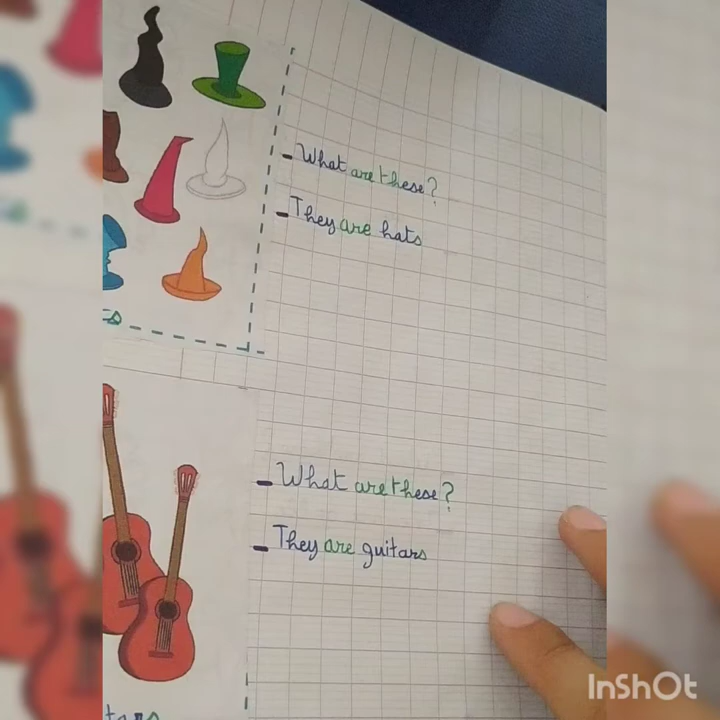 - What are these?
- They are hats
- What are these?
- They are guitars
InShOt